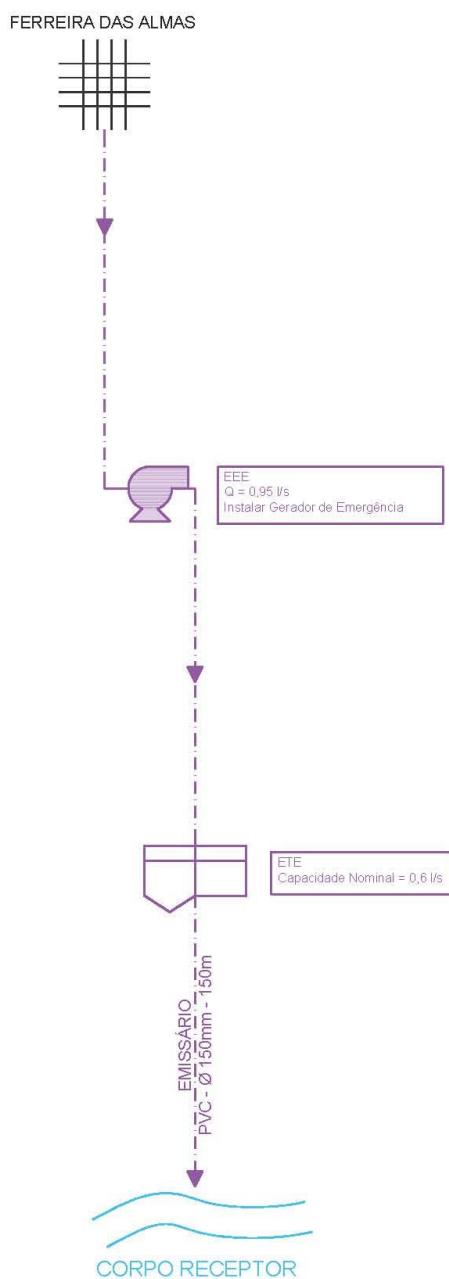 FERREIRA DAS ALMAS
EEE
Q = 0,95 l/s
Instalar Gerador de Emergência
ETE
Capacidade Nominal = 0,6 l/s
EMISSÁRIO
PVC - Ø 150mm - 150m
CORPO RECEPTOR